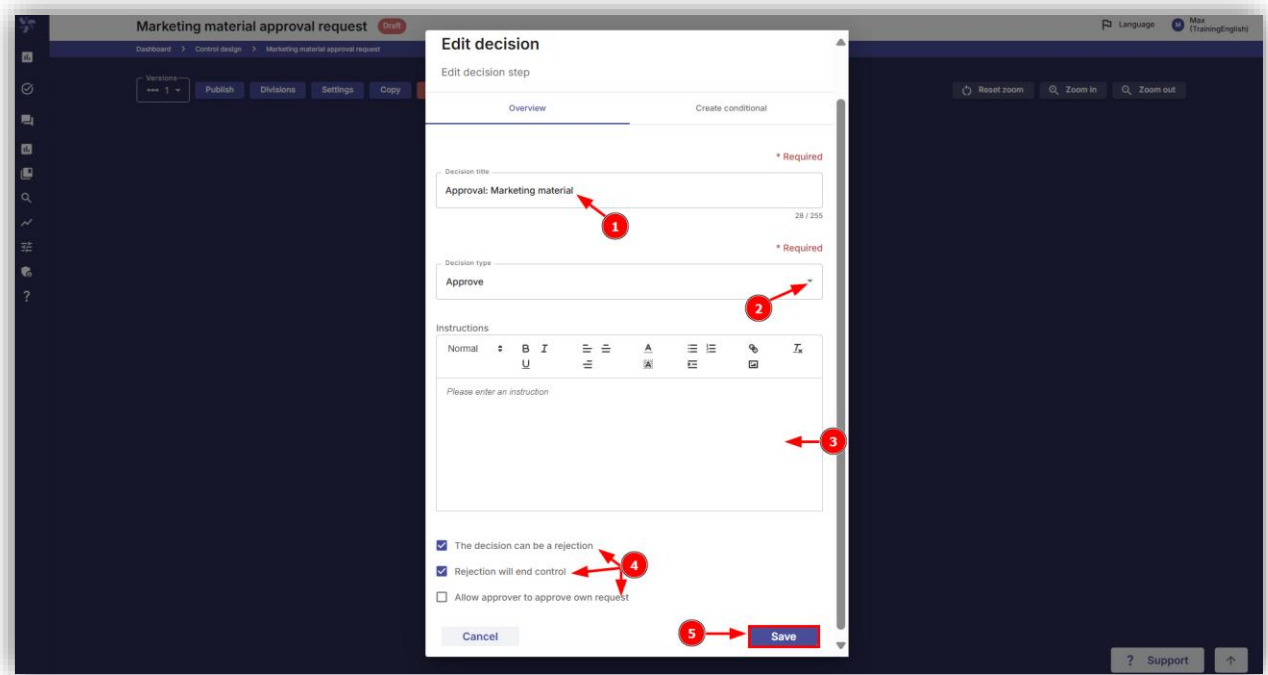 Marketing material approval request Draft
Language
M Max
(TrainingEnglish)
Dashboard > Control design > Marketing material approval request
Versions
1
Publish
Divisions
Settings
Copy
Reset zoom
Zoom in
Zoom out
Edit decision
Edit decision step
Overview
Create conditional
* Required
Decision title
Approval: Marketing material
1
28 / 255
* Required
Decision type
Approve
2
Instructions
Normal B I A
U A
Please enter an instruction
3
The decision can be a rejection
4
Rejection will end control
Allow approver to approve own request
Cancel
5
Save
?
? Support